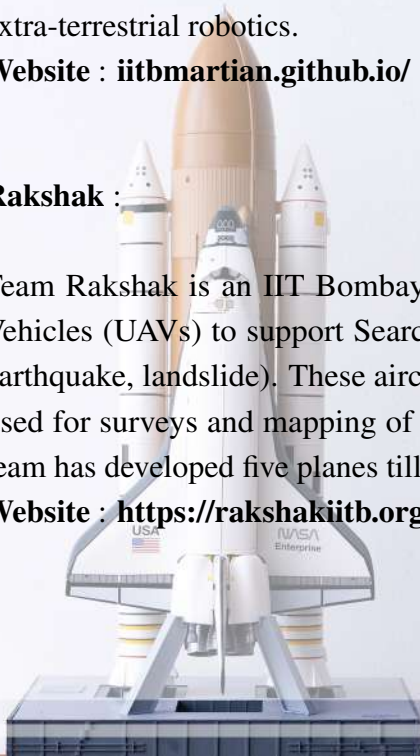 xtra-terrestrial robotics.
Website : iitbmartian.github.io/
Rakshak :
Team Rakshak is an IIT Bombay
Vehicles (UAVs) to support Searc
arthquake, landslide). These airc
sed for surveys and mapping of
team has developed five planes till
Website : https://rakshakiitb.org
USA
NASA
Enterprise